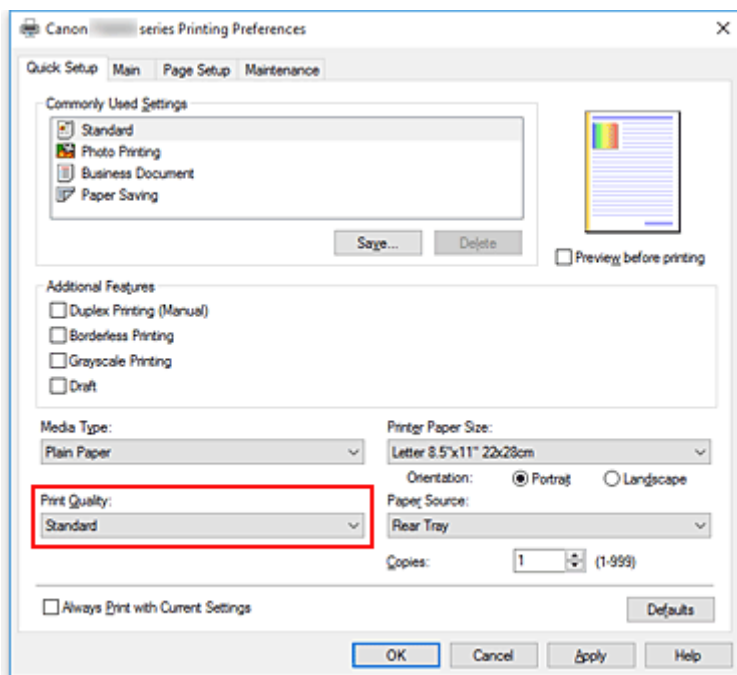 Canon series Printing Preferences
Quick Setup Main Page Setup Maintenance
Commonly Used Settings
Standard
Photo Printing
Business Document
Paper Saving
Save... Delete
Preview before printing
Additional Features
Duplex Printing (Manual)
Borderless Printing
Grayscale Printing
Draft
Media Type: Printer Paper Size:
Plain Paper Letter 8.5"x11" 22x28cm
Orientation: Portrait Landscape
Print Quality: Paper Source:
Standard Rear Tray
Copies: 1 (1-999)
Always Print with Current Settings Defaults
OK Cancel Apply Help